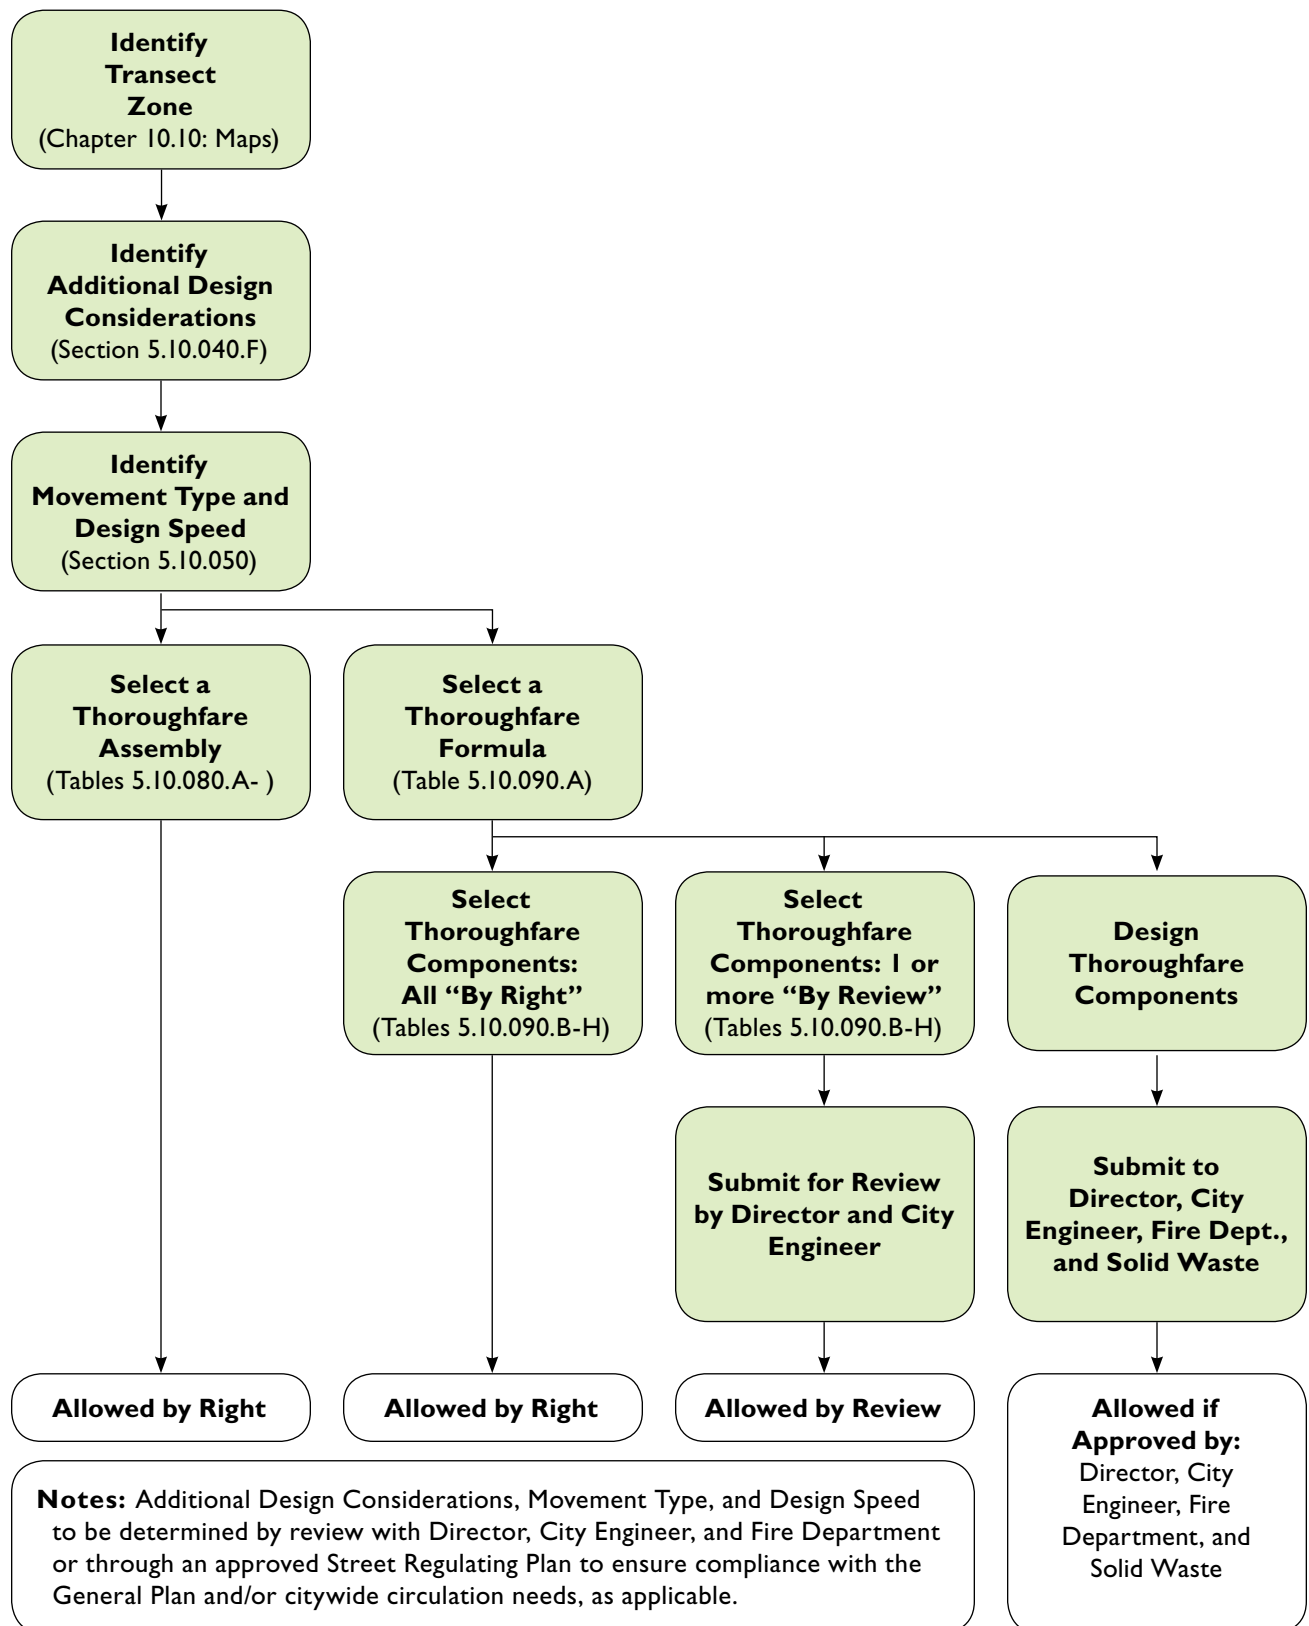 Identify
Transect
Zone
(Chapter 10.10: Maps)
Identify
Additional Design
Considerations
(Section 5.10.040.F)
Identify
Movement Type and
Design Speed
(Section 5.10.050)
Select a
Thoroughfare
Assembly
(Tables 5.10.080.A- )
Select a
Thoroughfare
Formula
(Table 5.10.090.A)
Select
Thoroughfare
Components:
All “By Right”
(Tables 5.10.090.B-H)
Select
Thoroughfare
Components: 1 or
more “By Review”
(Tables 5.10.090.B-H)
Design
Thoroughfare
Components
Submit for Review
by Director and City
Engineer
Submit to
Director, City
Engineer, Fire Dept.,
and Solid Waste
Allowed by Right
Allowed by Right
Allowed by Review
Allowed if
Approved by:
Director, City
Engineer, Fire
Department, and
Solid Waste
Notes: Additional Design Considerations, Movement Type, and Design Speed
to be determined by review with Director, City Engineer, and Fire Department
or through an approved Street Regulating Plan to ensure compliance with the
General Plan and/or citywide circulation needs, as applicable.